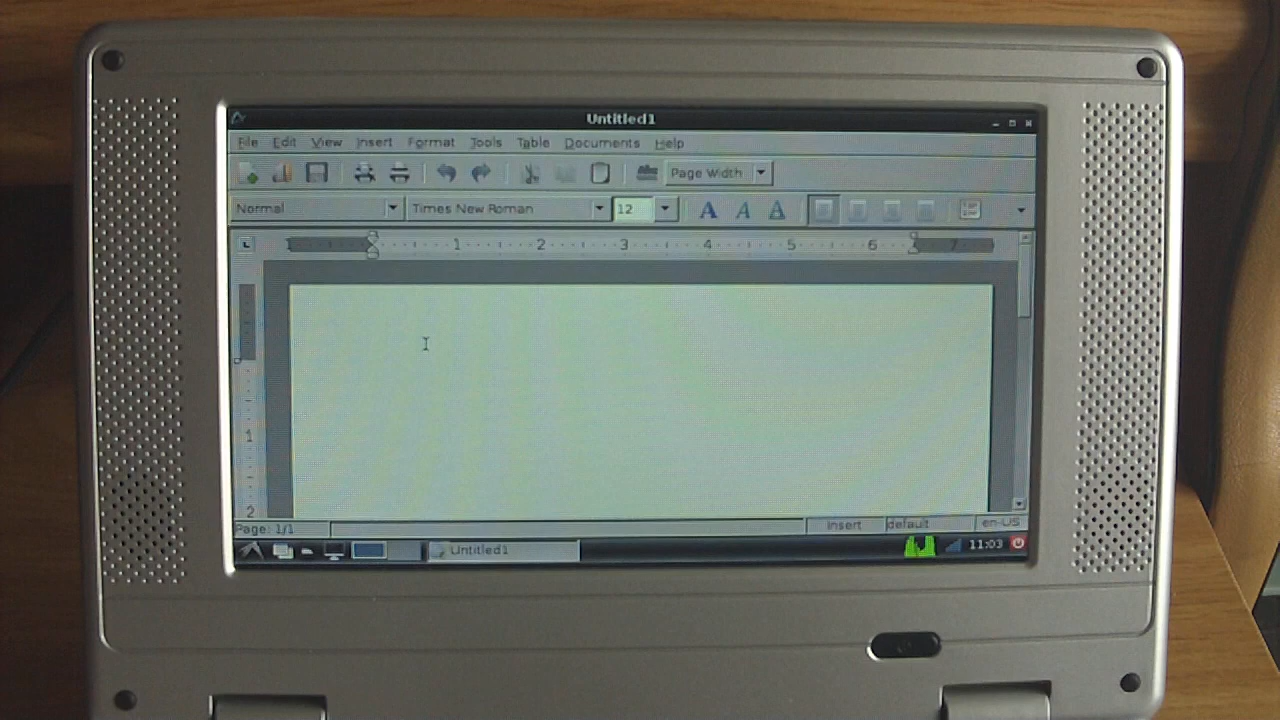 Untitled1
File Edit View Insert Format Tools Table Documents Help
Page Width
Normal Times New Roman 12 A A A
1 2 3 4 5 6 7
1
2
Page: 1/1 Insert default en-US
Untitled1 11:03